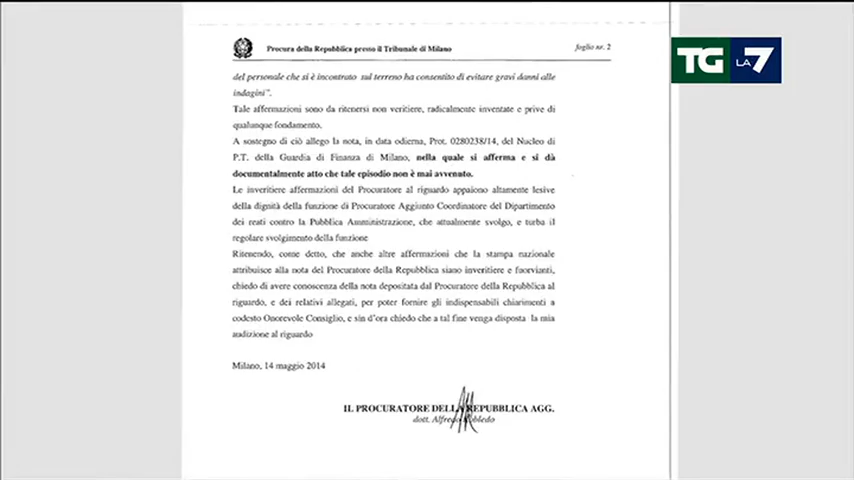 Procura della Repubblica presso il Tribunale di Milano
foglio nr. 2
TG LA 7
del personale che si è incontrato sul terreno ha consentito di evitare gravi danni alle
indagini".
Tale affermazioni sono da ritenersi non veritiere, radicalmente inventate e prive di
qualunque fondamento.
A sostegno di ciò allego la nota, in data odierna, Prot. 0280238/14, del Nucleo di
P.T. della Guardia di Finanza di Milano, nella quale si afferma e si dà
documentalmente atto che tale episodio non è mai avvenuto.
Le inveritiere affermazioni del Procuratore al riguardo appaiono altamente lesive
della dignità della funzione di Procuratore Aggiunto Coordinatore del Dipartimento
dei reati contro la Pubblica Amministrazione, che attualmente svolgo, e turba il
regolare svolgimento della funzione
Ritenendo, come detto, che anche altre affermazioni che la stampa nazionale
attribuisce alla nota del Procuratore della Repubblica siano inveritiere e fuorvianti,
chiedo di avere conoscenza della nota depositata dal Procuratore della Repubblica al
riguardo, e dei relativi allegati, per poter fornire gli indispensabili chiarimenti a
codesto Onorevole Consiglio, e sin d'ora chiedo che a tal fine venga disposta la mia
audizione al riguardo
Milano, 14 maggio 2014
IL PROCURATORE DELLA REPUBBLICA AGG.
dott. Alfredo Robledo